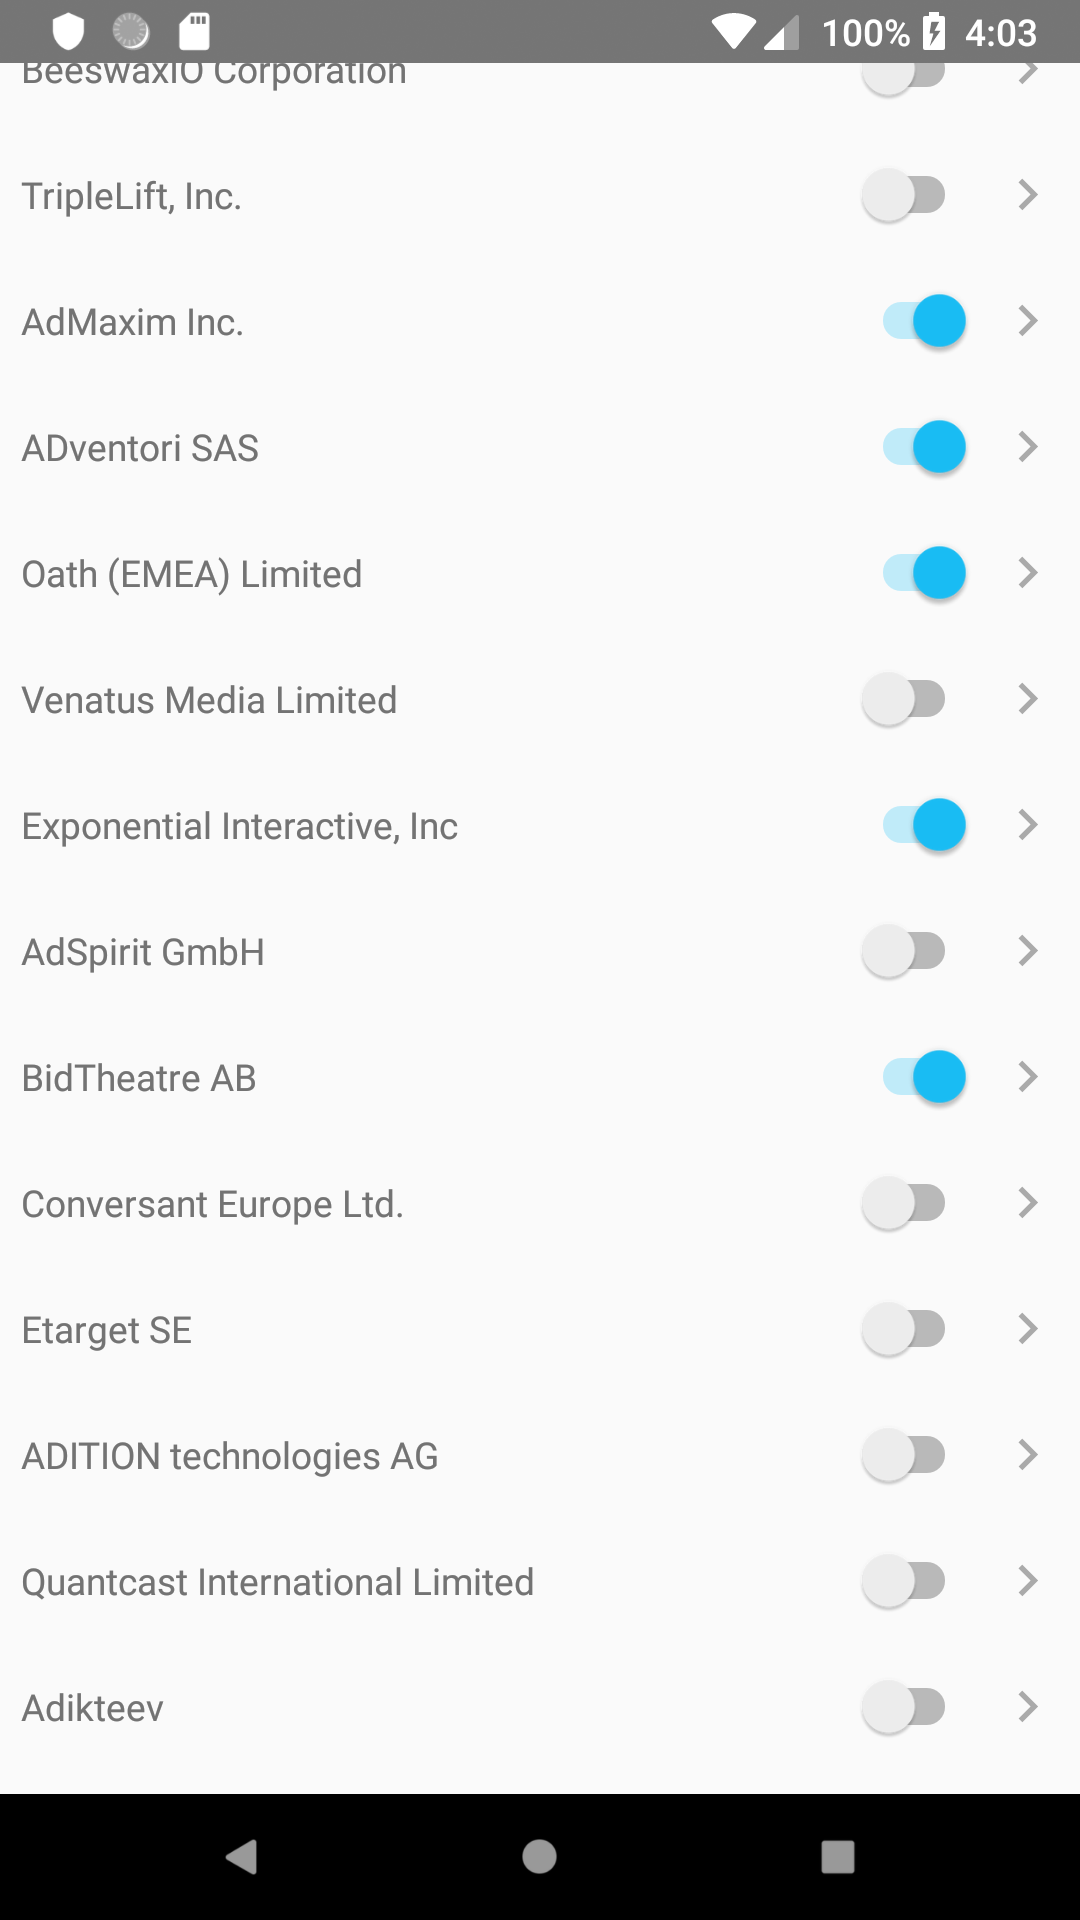 100% 4:03
BeeswaxIO Corporation
TripleLift, Inc.
AdMaxim Inc.
ADventori SAS
Oath (EMEA) Limited
Venatus Media Limited
Exponential Interactive, Inc
AdSpirit GmbH
BidTheatre AB
Conversant Europe Ltd.
Etarget SE
ADITION technologies AG
Quantcast International Limited
Adikteev